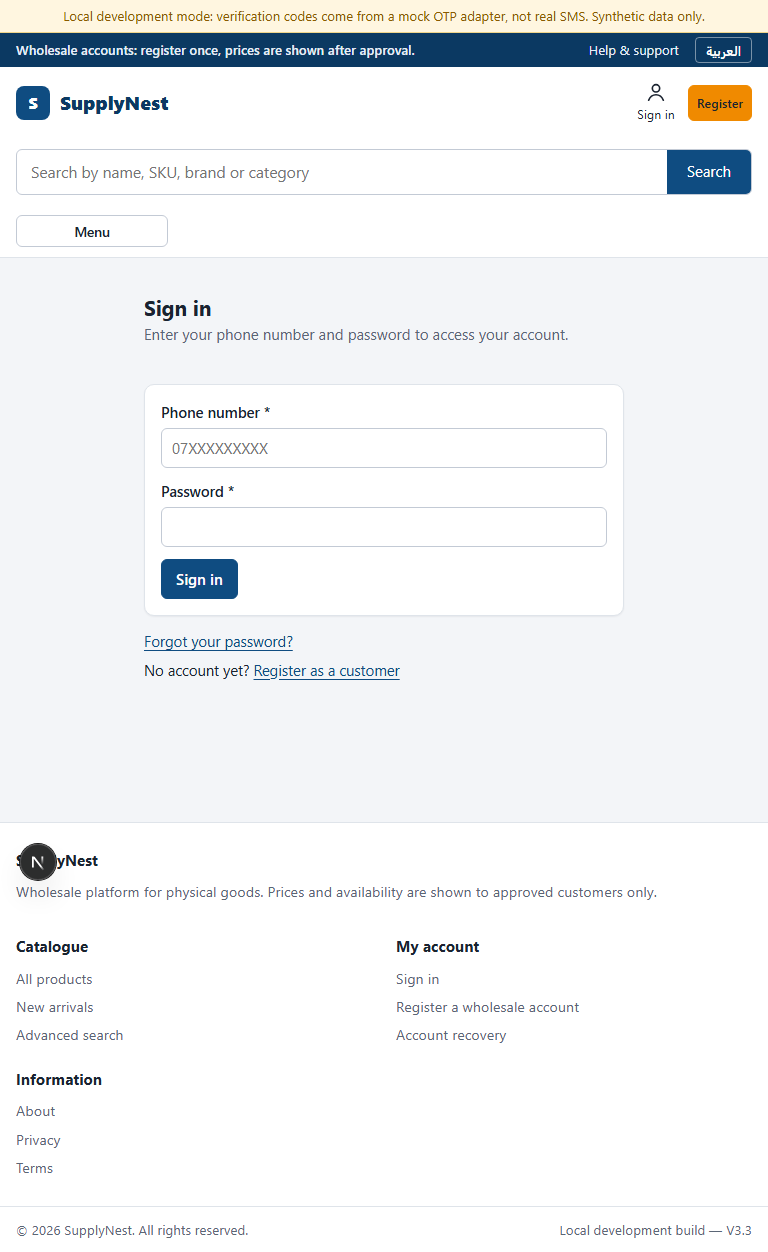 Local development mode: verification codes come from a mock OTP adapter, not real SMS. Synthetic data only.
Wholesale accounts: register once, prices are shown after approval.
Help & support
العربية
S
SupplyNest
Sign in
Register
Search by name, SKU, brand or category
Search
Menu
Sign in
Enter your phone number and password to access your account.
Phone number *
07XXXXXXXXX
Password *
Sign in
Forgot your password?
No account yet? Register as a customer
N
yNest
Wholesale platform for physical goods. Prices and availability are shown to approved customers only.
Catalogue
All products
New arrivals
Advanced search
My account
Sign in
Register a wholesale account
Account recovery
Information
About
Privacy
Terms
© 2026 SupplyNest. All rights reserved.
Local development build — V3.3